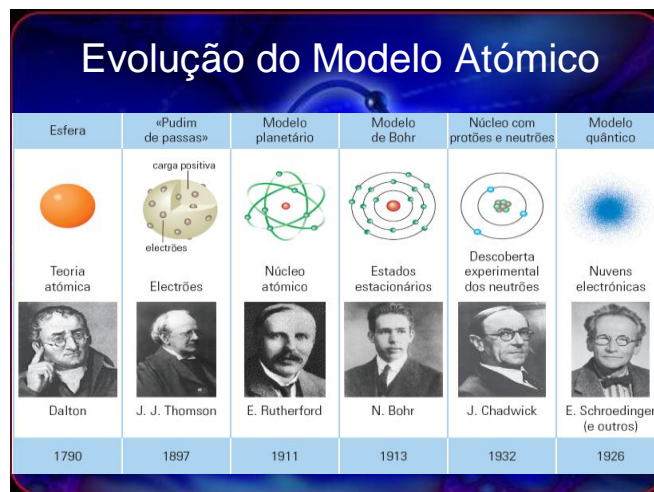 Evolução do Modelo Atómico
Esfera
«Pudim
de passas»
Modelo
planetário
Modelo
de Bohr
Núcleo com
protões e neutrões
Modelo
quântico
carga positiva
electrões
Teoria
atómica
Electrões
Núcleo
atómico
Estados
estacionários
Descoberta
experimental
dos neutrões
Nuvens
electrónicas
Dalton
J. J. Thomson
E. Rutherford
N. Bohr
J. Chadwick
E. Schroedinger
(e outros)
1790
1897
1911
1913
1932
1926